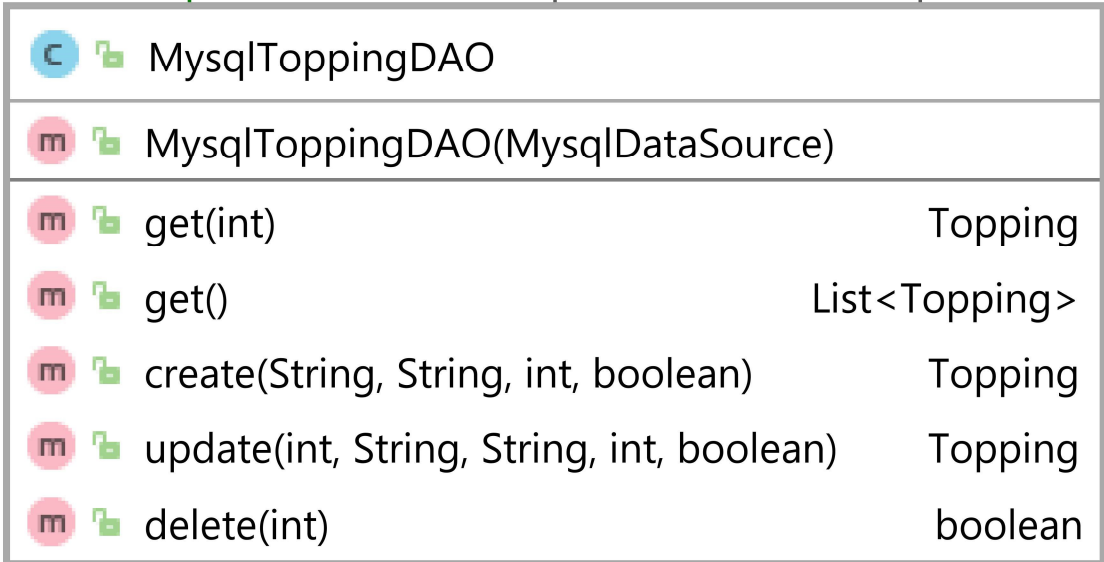 C MysqlToppingDAO
m MysqlToppingDAO(MysqlDataSource)
m get(int) Topping
m get() List<Topping>
m create(String, String, int, boolean) Topping
m update(int, String, String, int, boolean) Topping
m delete(int) boolean